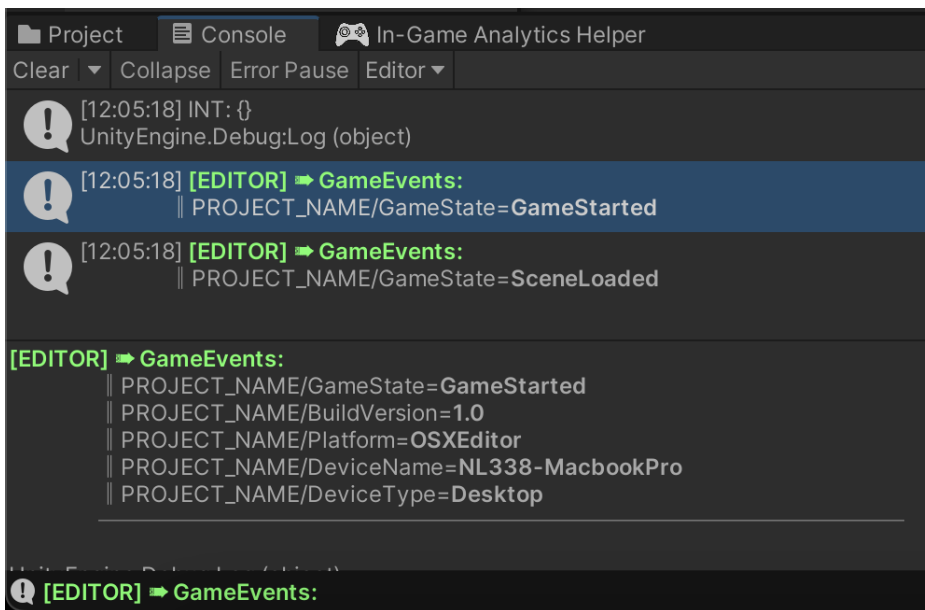 Project Console In-Game Analytics Helper
Clear Collapse Error Pause Editor
[12:05:18] INT: {}
UnityEngine.Debug:Log (object)
[12:05:18] [EDITOR] ➠ GameEvents:
║ PROJECT_NAME/GameState=GameStarted
[12:05:18] [EDITOR] ➠ GameEvents:
║ PROJECT_NAME/GameState=SceneLoaded
[EDITOR] ➠ GameEvents:
║ PROJECT_NAME/GameState=GameStarted
║ PROJECT_NAME/BuildVersion=1.0
║ PROJECT_NAME/Platform=OSXEditor
║ PROJECT_NAME/DeviceName=NL338-MacbookPro
║ PROJECT_NAME/DeviceType=Desktop
[EDITOR] ➠ GameEvents: